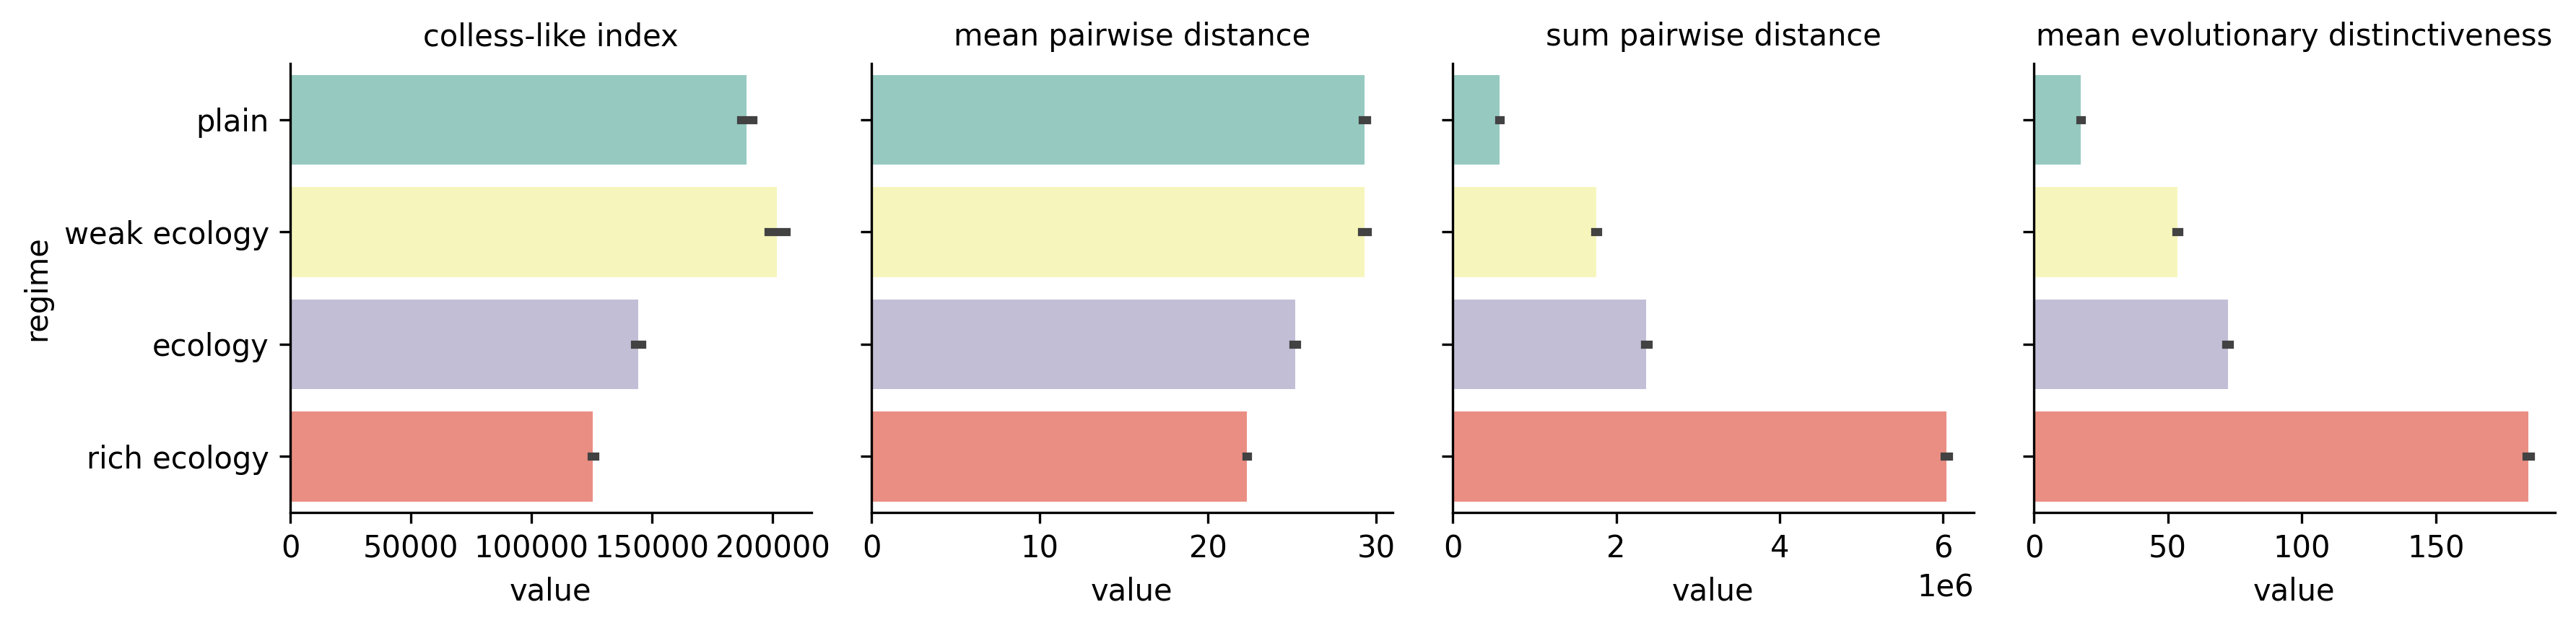 colless-like index
mean pairwise distance
sum pairwise distance
mean evolutionary distinctiveness
regime
plain
weak ecology
ecology
rich ecology
0 50000 100000 150000 200000
0 10 20 30
0 2 4 6
1e6
0 50 100 150
value
value
value
value